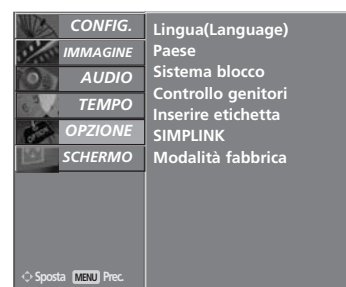 CONFIG.
IMMAGINE
AUDIO
TEMPO
OPZIONE
SCHERMO
Lingua(Language)
Paese
Sistema blocco
Controllo genitori
Inserire etichetta
SIMPLINK
Modalità fabbrica
Sposta MENU Prec.